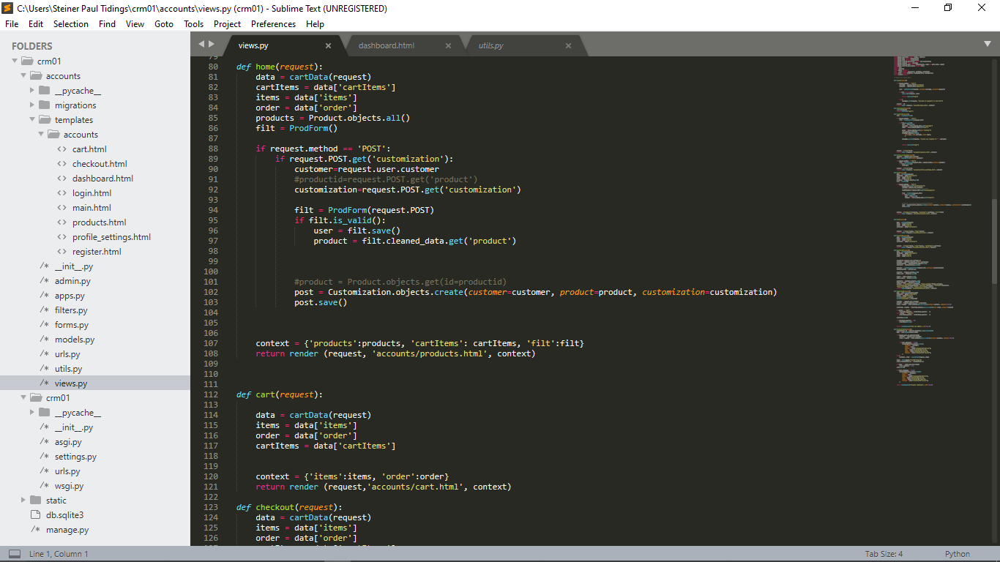 C:\Users\Steiner Paul Tidings\crm01\accounts\views.py (crm01) - Sublime Text (UNREGISTERED)
File Edit Selection Find View Goto Tools Project Preferences Help
FOLDERS
crm01
accounts
__pycache__
migrations
templates
accounts
cart.html
checkout.html
dashboard.html
login.html
main.html
products.html
profile_settings.html
register.html
/* __init__.py
/* admin.py
/* apps.py
/* filters.py
/* forms.py
/* models.py
/* urls.py
/* utils.py
/* views.py
crm01
__pycache__
/* __init__.py
/* asgi.py
/* settings.py
/* urls.py
/* wsgi.py
static
db.sqlite3
/* manage.py
views.py dashboard.html utils.py
79
80 def home(request):
81 data = cartData(request)
82 cartItems = data['cartItems']
83 items = data['items']
84 order = data['order']
85 products = Product.objects.all()
86 filt = ProdForm()
87
88 if request.method == 'POST':
89 if request.POST.get('customization'):
90 customer=request.user.customer
91 #productid=request.POST.get('product')
92 customization=request.POST.get('customization')
93
94 filt = ProdForm(request.POST)
95 if filt.is_valid():
96 user = filt.save()
97 product = filt.cleaned_data.get('product')
98
99
100
101 #product = Product.objects.get(id=productid)
102 post = Customization.objects.create(customer=customer, product=product, customization=customization)
103 post.save()
104
105
106
107 context = {'products':products, 'cartItems': cartItems, 'filt':filt}
108 return render (request, 'accounts/products.html', context)
109
110
111
112 def cart(request):
113
114 data = cartData(request)
115 items = data['items']
116 order = data['order']
117 cartItems = data['cartItems']
118
119
120 context = {'items':items, 'order':order}
121 return render (request,'accounts/cart.html', context)
122
123 def checkout(request):
124 data = cartData(request)
125 items = data['items']
126 order = data['order']
Line 1, Column 1 Tab Size: 4 Python